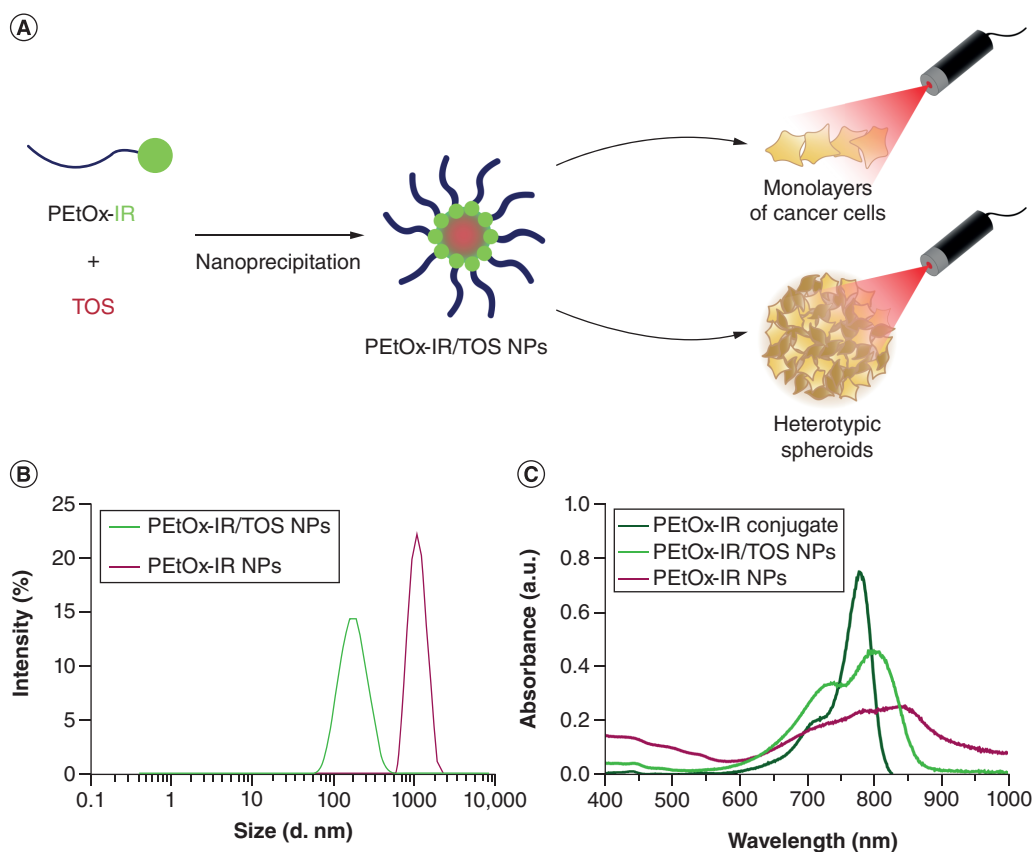 A
PEtOx-IR
+
TOS
Nanoprecipitation
PEtOx-IR/TOS NPs
Monolayers
of cancer cells
Heterotypic
spheroids
B
25
20
15
10
5
0
Intensity (%)
PEtOx-IR/TOS NPs
PEtOx-IR NPs
0.1
1
10
100
1000
10,000
Size (d. nm)
C
1.0
0.8
0.6
0.4
0.2
0.0
Absorbance (a.u.)
PEtOx-IR conjugate
PEtOx-IR/TOS NPs
PEtOx-IR NPs
400
500
600
700
800
900
1000
Wavelength (nm)